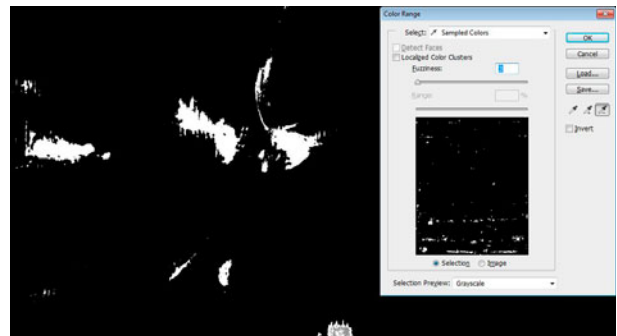 Color Range
Select: Sampled Colors
OK
Detect Faces
Cancel
Localized Color Clusters
Fuzziness:
Load...
Range: %
Save...
Invert
Selection Image
Selection Preview: Grayscale